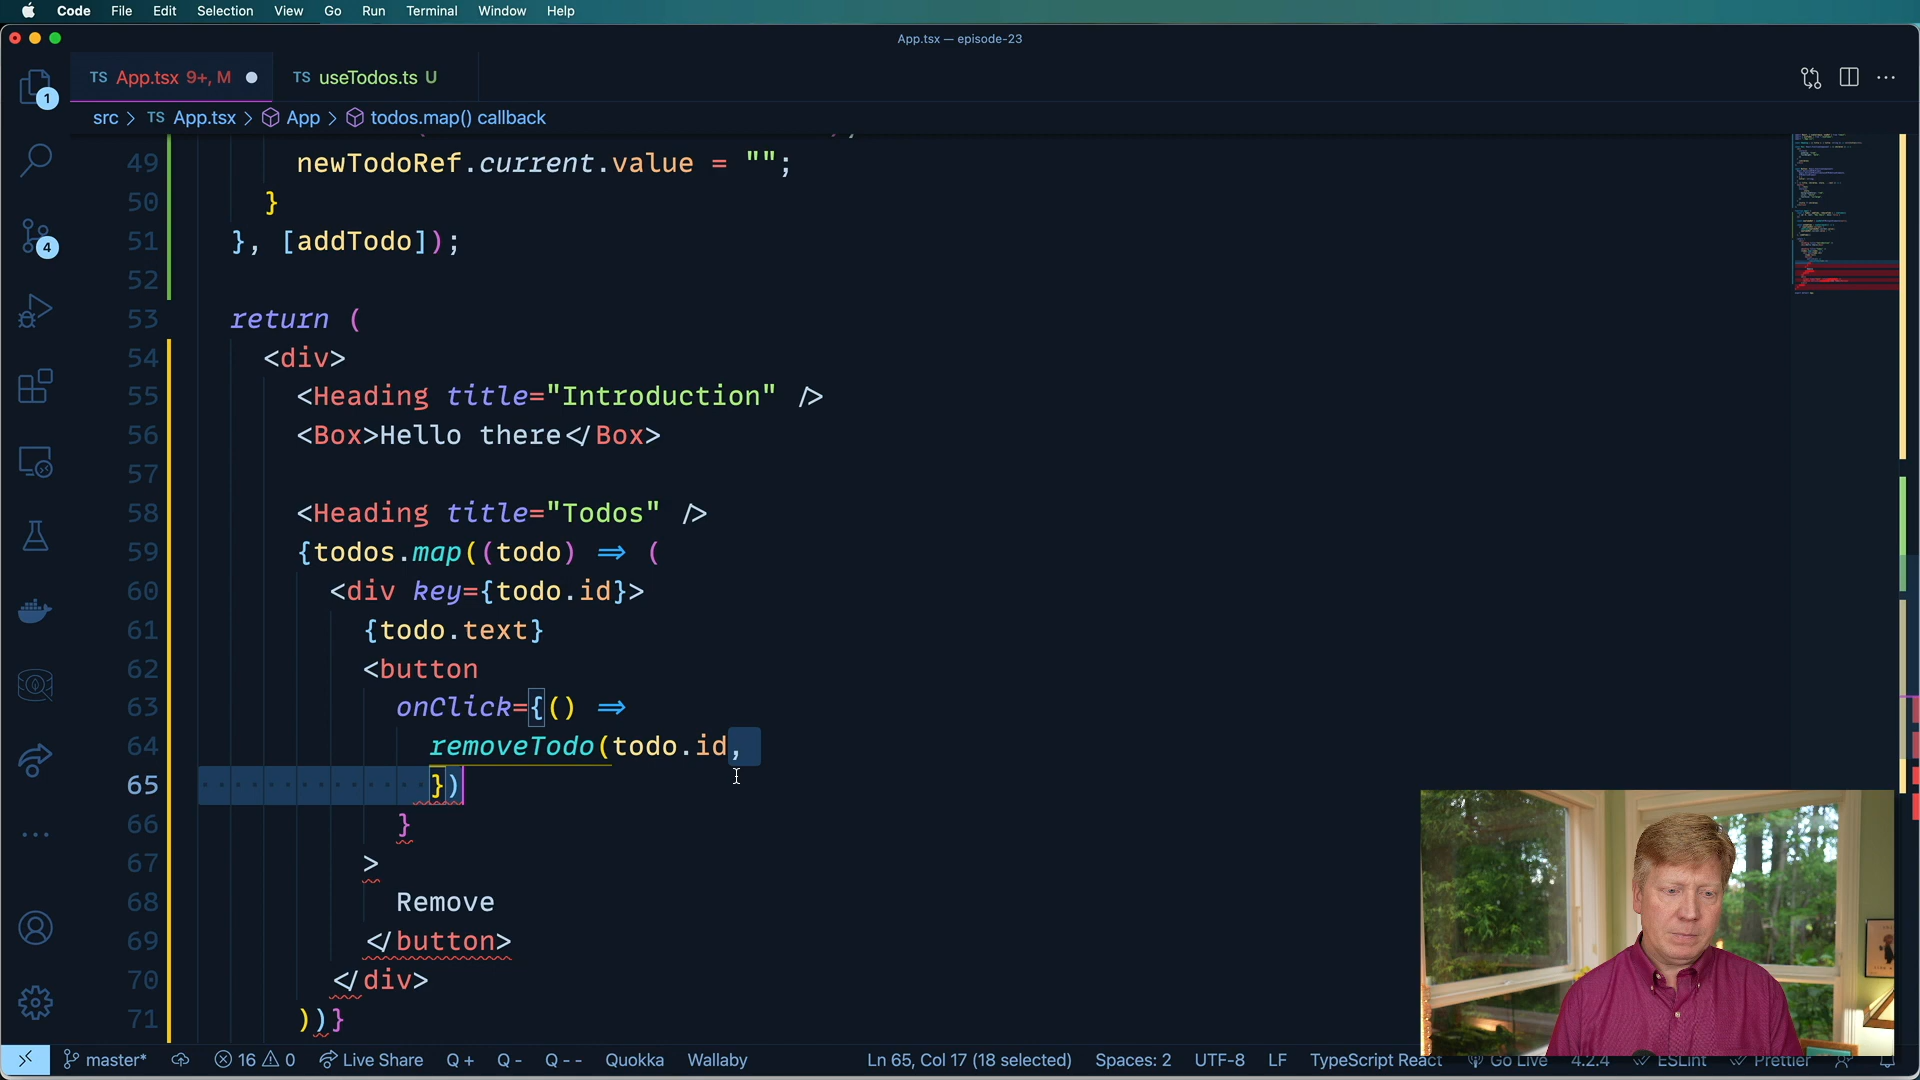 Code File Edit Selection View Go Run Terminal Window Help
App.tsx — episode-23
TS App.tsx 9+, M TS useTodos.ts U
1
src > TS App.tsx > App > todos.map() callback
49 newTodoRef.current.value = "";
50 }
4
51 }, [addTodo]);
52
53 return (
54 <div>
55 <Heading title="Introduction" />
56 <Box>Hello there</Box>
57
58 <Heading title="Todos" />
59 {todos.map((todo) => (
60 <div key={todo.id}>
61 {todo.text}
62 <button
63 onClick={() =>
64 removeTodo(todo.id,
65 })
66 }
67 >
68 Remove
69 </button>
70 </div>
71 ))}
master* 16 0 Live Share Q + Q - Q - - Quokka Wallaby Ln 65, Col 17 (18 selected) Spaces: 2 UTF-8 LF TypeScript React Go Live 4.2.4 ESLint Prettier